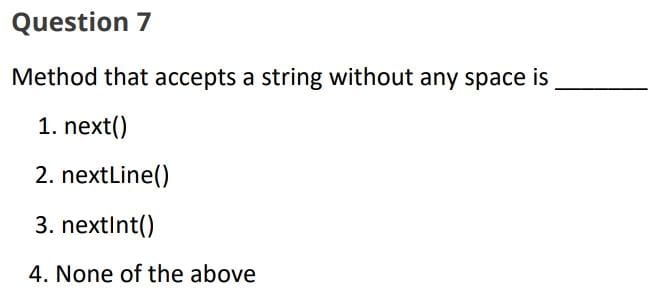 Question 7
Method that accepts a string without any space is _______
1. next()
2. nextLine()
3. nextInt()
4. None of the above